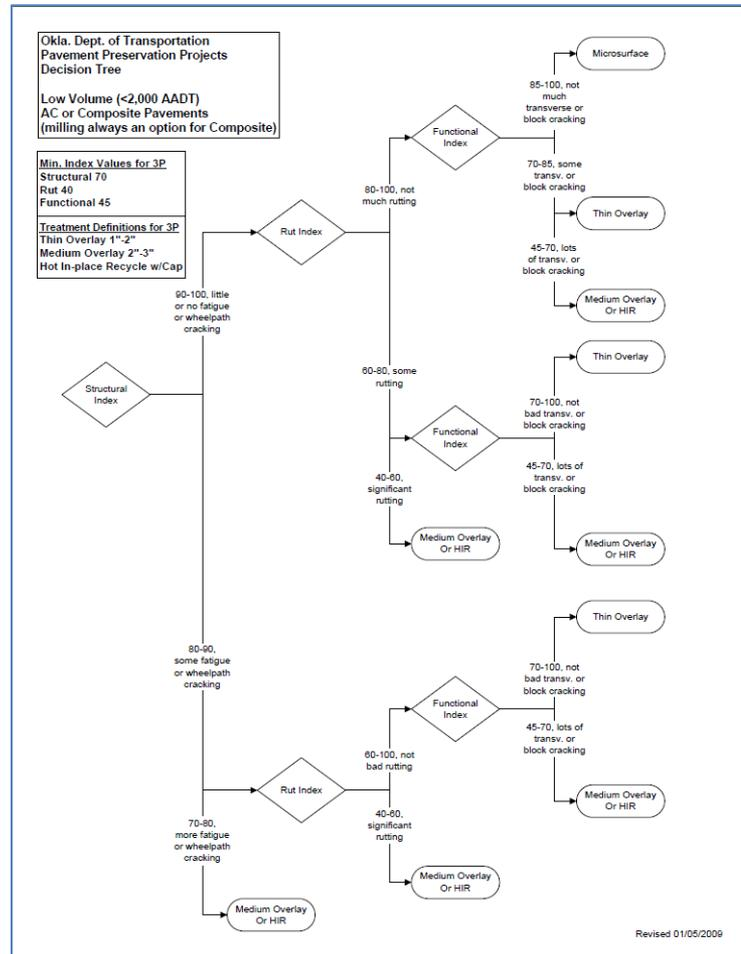 Okla. Dept. of Transportation
Pavement Preservation Projects
Decision Tree
Low Volume (<2,000 AADT)
AC or Composite Pavements
(milling always an option for Composite)
Min. Index Values for 3P
Structural 70
Rut 40
Functional 45
Treatment Definitions for 3P
Thin Overlay 1"-2"
Medium Overlay 2"-3"
Hot In-place Recycle w/Cap
Structural
Index
90-100, little
or no fatigue
or wheelpath
cracking
Rut Index
80-100, not
much rutting
Functional
Index
85-100, not
much
transverse or
block cracking
Microsurface
70-85, some
transv. or
block cracking
Thin Overlay
45-70, lots
of transv. or
block cracking
Medium Overlay
Or HIR
60-80, some
rutting
Functional
Index
70-100, not
bad transv. or
block cracking
Thin Overlay
45-70, lots of
transv. or
block cracking
Medium Overlay
Or HIR
40-60,
significant
rutting
Medium Overlay
Or HIR
80-90,
some fatigue
or wheelpath
cracking
Rut Index
60-100, not
bad rutting
Functional
Index
70-100, not
bad transv. or
block cracking
Thin Overlay
45-70, lots of
transv. or
block cracking
Medium Overlay
Or HIR
40-60,
significant
rutting
Medium Overlay
Or HIR
70-80,
more fatigue
or wheelpath
cracking
Medium Overlay
Or HIR
Revised 01/05/2009